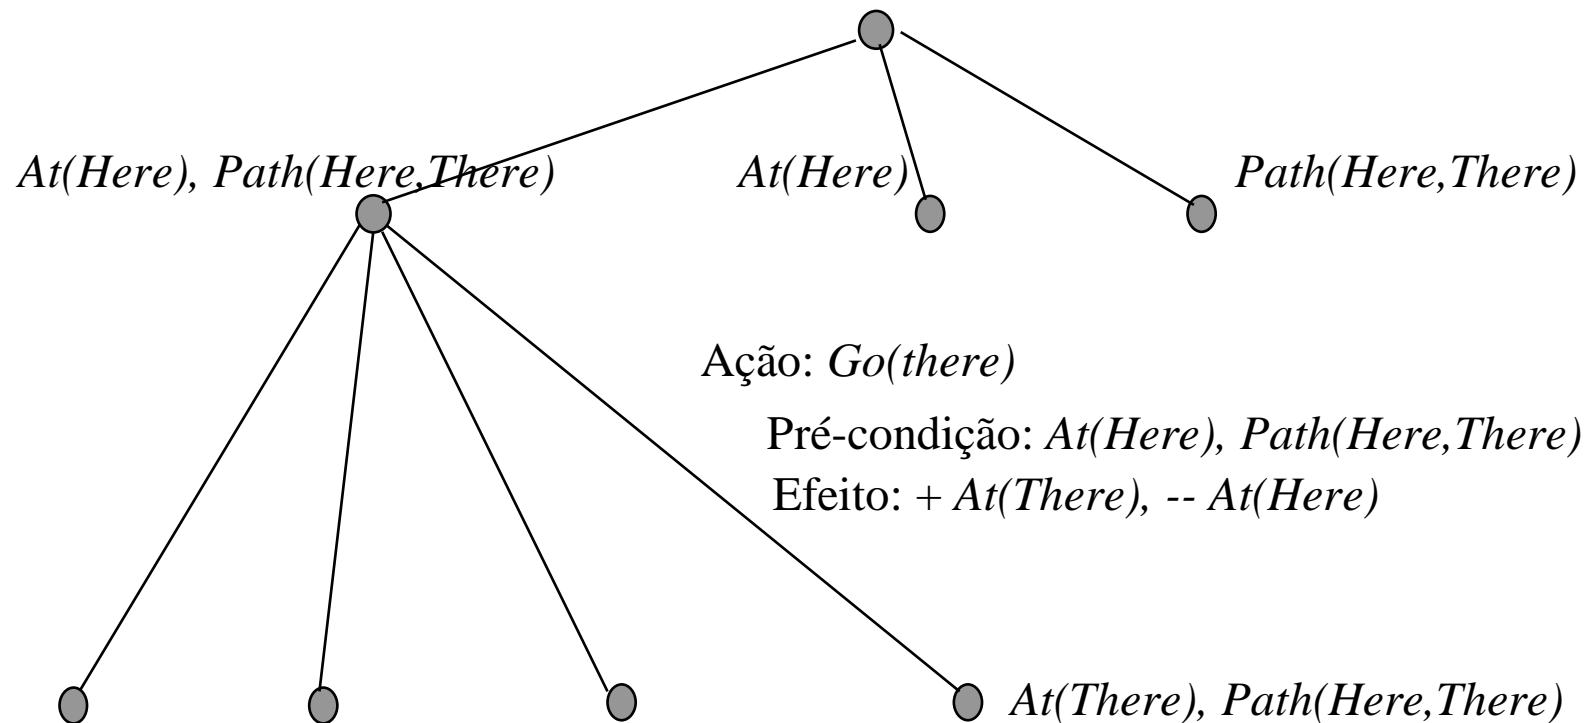 At(Here), Path(Here,There)
At(Here)
Path(Here,There)
Ação: Go(there)
Pré-condição: At(Here), Path(Here,There)
Efeito: + At(There), -- At(Here)
At(There), Path(Here,There)